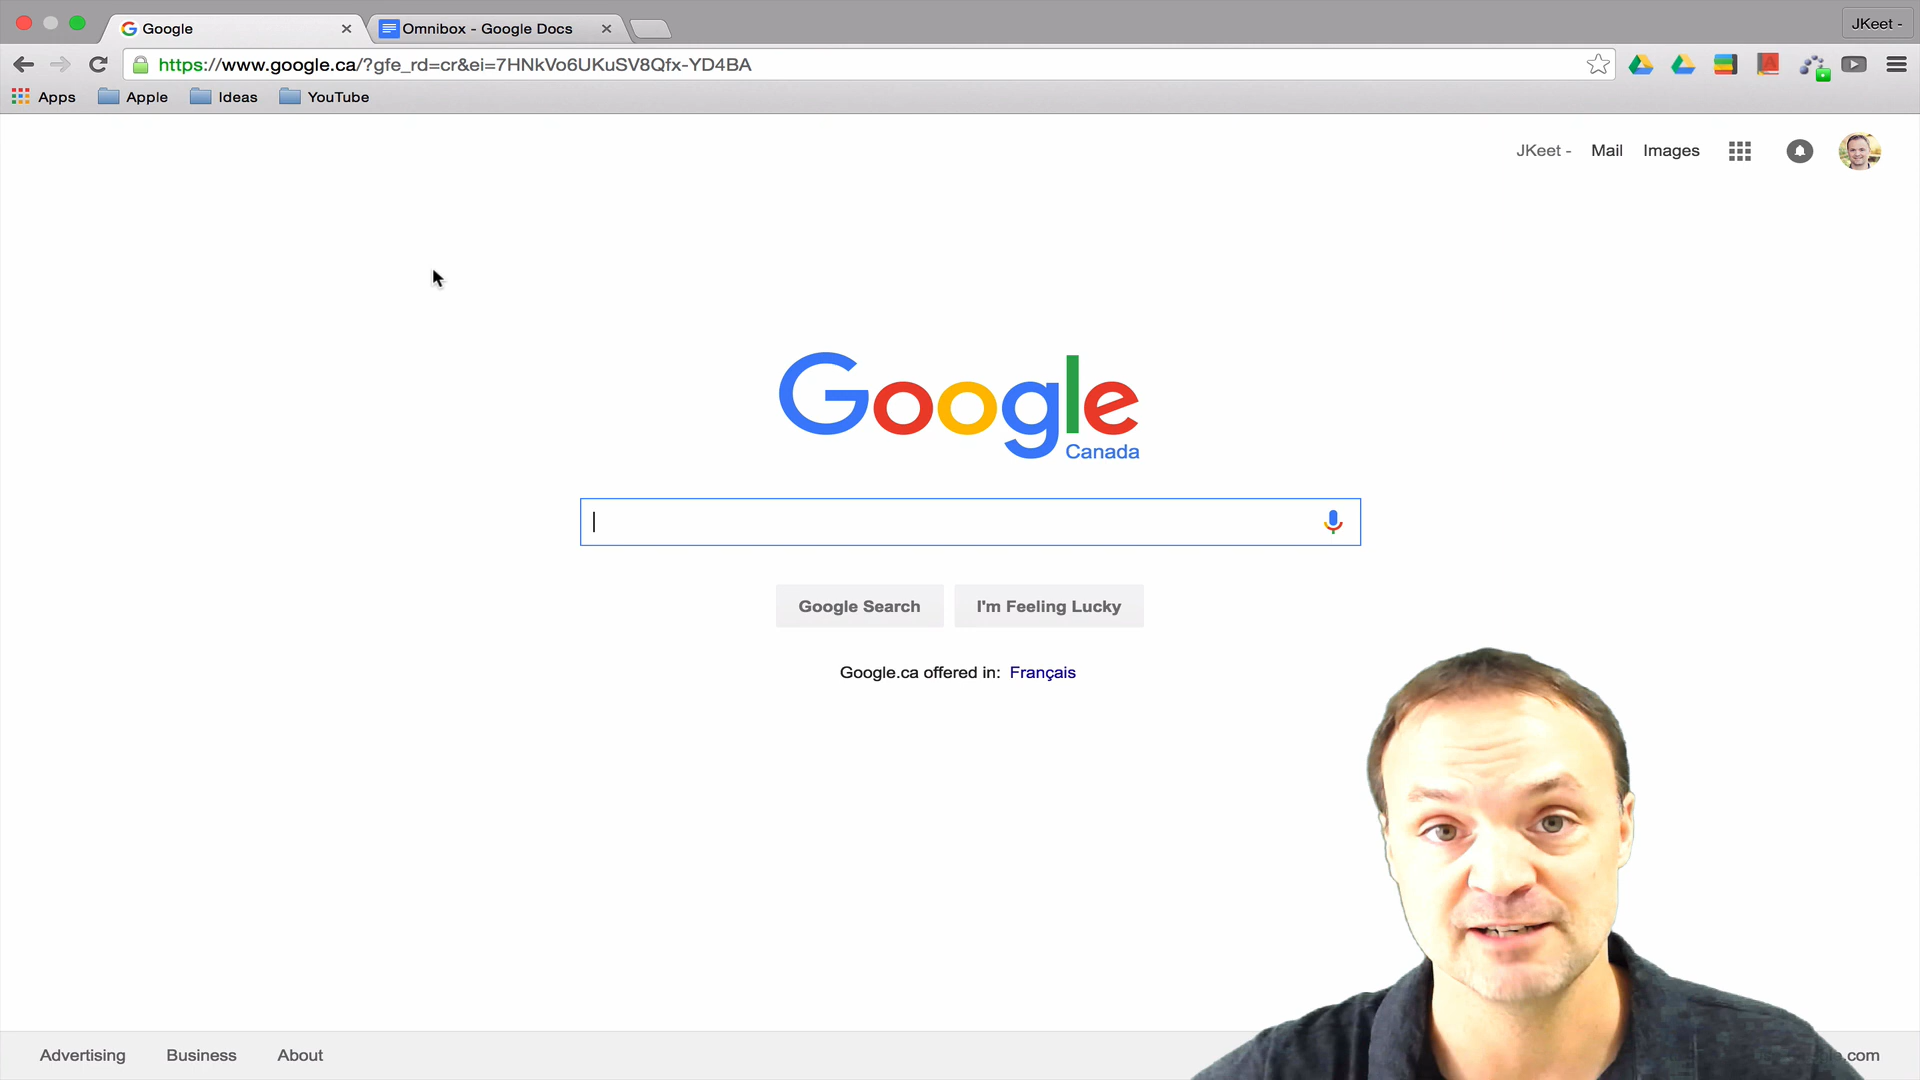 Google
Omnibox - Google Docs
JKeet -
https://www.google.ca/?gfe_rd=cr&ei=7HNkVo6UKuSV8Qfx-YD4BA
Apps Apple Ideas YouTube
JKeet - Mail Images
Google
Canada
Google Search I'm Feeling Lucky
Google.ca offered in: Français
Advertising Business About .com